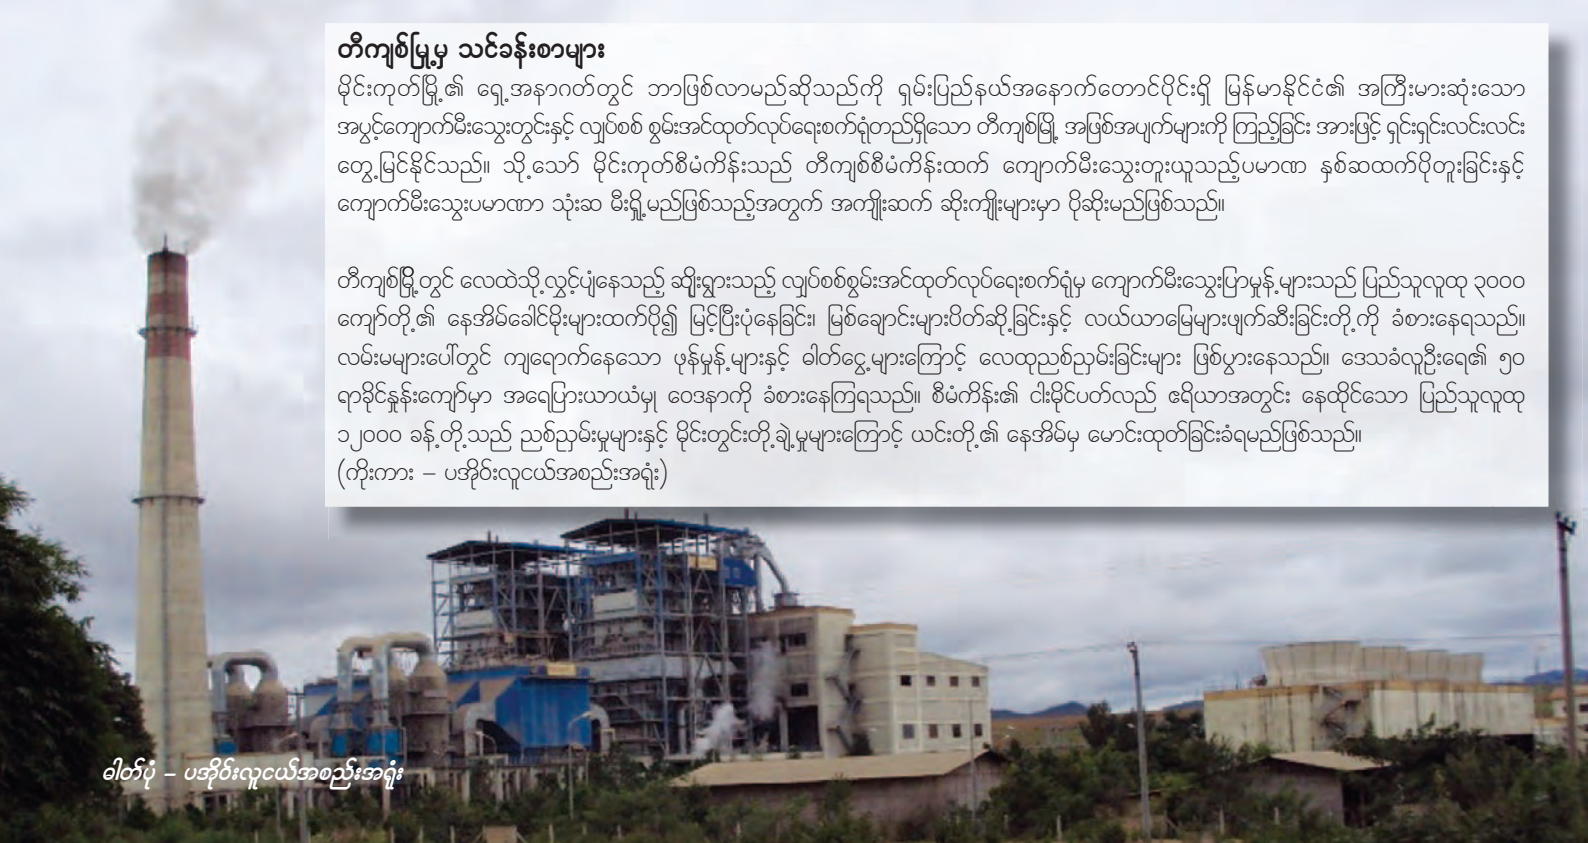 တီကျစ်မြို့မှ သင်ခန်းစာများ
မိုင်းကုတ်မြို့၏ ရှေ့အနာဂတ်တွင် ဘာဖြစ်လာမည်ဆိုသည်ကို ရှမ်းပြည်နယ်အနောက်တောင်ပိုင်းရှိ မြန်မာနိုင်ငံ၏ အကြီးမားဆုံးသော
အပွင့်ကျောက်မီးသွေးတွင်းနှင့် လျှပ်စစ် စွမ်းအင်ထုတ်လုပ်ရေးစက်ရုံတည်ရှိသော တီကျစ်မြို့ အဖြစ်အပျက်များကို ကြည့်ခြင်း အားဖြင့် ရှင်းရှင်းလင်းလင်း
တွေ့မြင်နိုင်သည်။ သို့သော် မိုင်းကုတ်စီမံကိန်းသည် တီကျစ်စီမံကိန်းထက် ကျောက်မီးသွေးတူးယူသည့်ပမာဏ နှစ်ဆထက်ပိုတူးခြင်းနှင့်
ကျောက်မီးသွေးပမာဏာ သုံးဆ မီးရှို့မည်ဖြစ်သည့်အတွက် အကျိုးဆက် ဆိုးကျိုးများမှာ ပိုဆိုးမည်ဖြစ်သည်။
တီကျစ်မြို့တွင် လေထဲသို့လွှင့်ပျံနေသည့် ဆိုးရွားသည့် လျှပ်စစ်စွမ်းအင်ထုတ်လုပ်ရေးစက်ရုံမှ ကျောက်မီးသွေးပြာမှုန့်များသည် ပြည်သူလူထု ၃၀၀၀
ကျော်တို့၏ နေအိမ်ခေါင်မိုးများထက်ပို၍ မြင့်ပြီးပုံနေခြင်း၊ မြစ်ချောင်းများပိတ်ဆို့ခြင်းနှင့် လယ်ယာမြေများဖျက်ဆီးခြင်းတို့ကို ခံစားနေရသည်။
လမ်းမများပေါ်တွင် ကျရောက်နေသော ဖုန်မှုန့်များနှင့် ဓါတ်ငွေ့များကြောင့် လေထုညစ်ညှမ်းခြင်းများ ဖြစ်ပွားနေသည်။ ဒေသခံလူဦးရေ၏ ၅၀
ရာခိုင်နှုန်းကျော်မှာ အရေပြားယာယံမှု ဝေဒနာကို ခံစားနေကြရသည်။ စီမံကိန်း၏ ငါးမိုင်ပတ်လည် ဧရိယာအတွင်း နေထိုင်သော ပြည်သူလူထု
၁၂၀၀၀ ခန့်တို့သည် ညစ်ညှမ်းမှုများနှင့် မိုင်းတွင်းတိုးချဲ့မှုများကြောင့် ယင်းတို့၏ နေအိမ်မှ မောင်းထုတ်ခြင်းခံရမည်ဖြစ်သည်။
(ကိုးကား – ပအိုဝ်းလူငယ်အစည်းအရုံး)
ဓါတ်ပုံ – ပအိုဝ်းလူငယ်အစည်းအရုံး